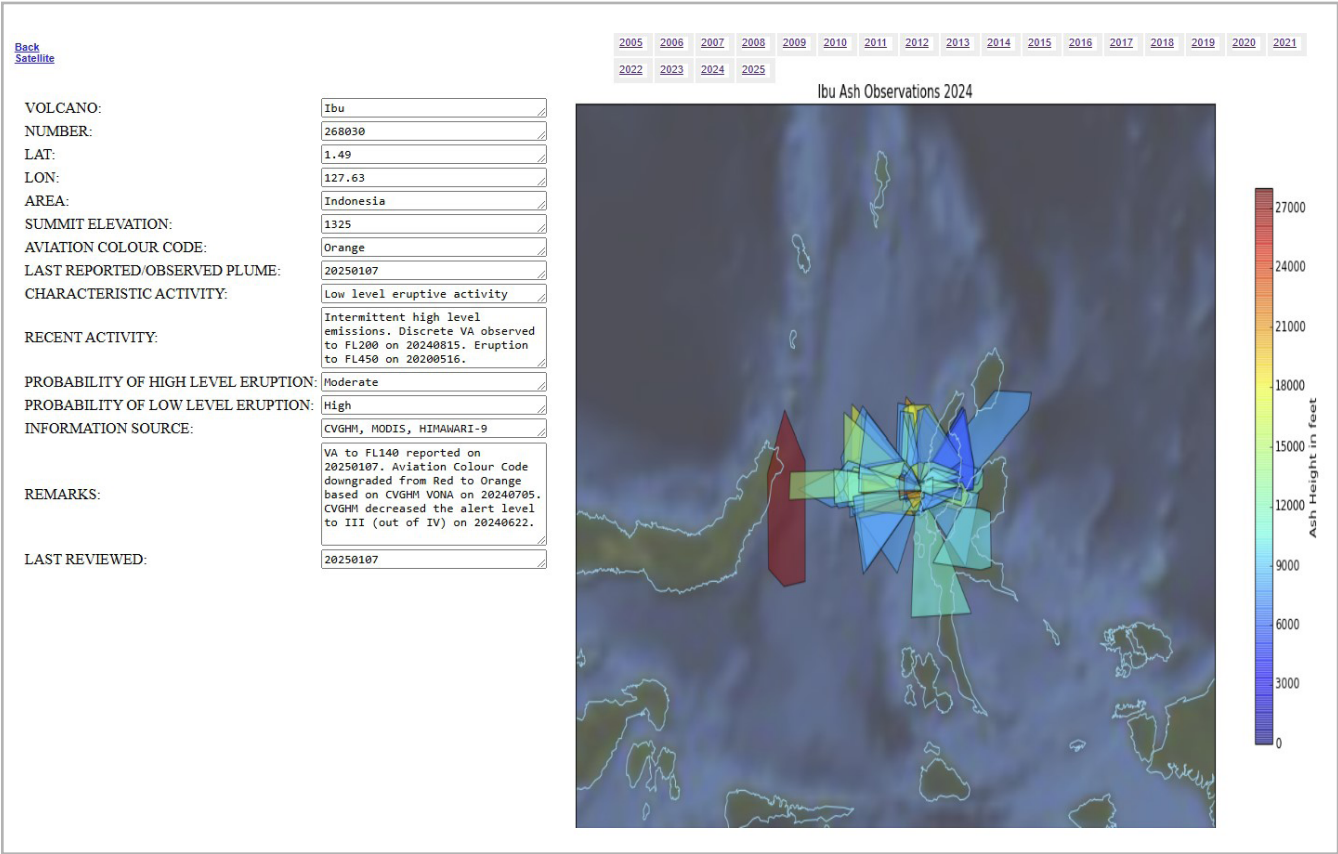 Back
Satellite
2005 2006 2007 2008 2009 2010 2011 2012 2013 2014 2015 2016 2017 2018 2019 2020 2021
2022 2023 2024 2025
VOLCANO: Ibu
NUMBER: 268030
LAT: 1.49
LON: 127.63
AREA: Indonesia
SUMMIT ELEVATION: 1325
AVIATION COLOUR CODE: Orange
LAST REPORTED/OBSERVED PLUME: 20250107
CHARACTERISTIC ACTIVITY: Low level eruptive activity
RECENT ACTIVITY:
Intermittent high level
emissions. Discrete VA observed
to FL200 on 20240815. Eruption
to FL450 on 20200516.
PROBABILITY OF HIGH LEVEL ERUPTION: Moderate
PROBABILITY OF LOW LEVEL ERUPTION: High
INFORMATION SOURCE: CVGHM, MODIS, HIMAWARI-9
REMARKS:
VA to FL140 reported on
20250107. Aviation Colour Code
downgraded from Red to Orange
based on CVGHM VONA on 20240705.
CVGHM decreased the alert level
to III (out of IV) on 20240622.
LAST REVIEWED: 20250107
Ibu Ash Observations 2024
27000
24000
21000
18000
15000
12000
9000
6000
3000
0
Ash Height in feet